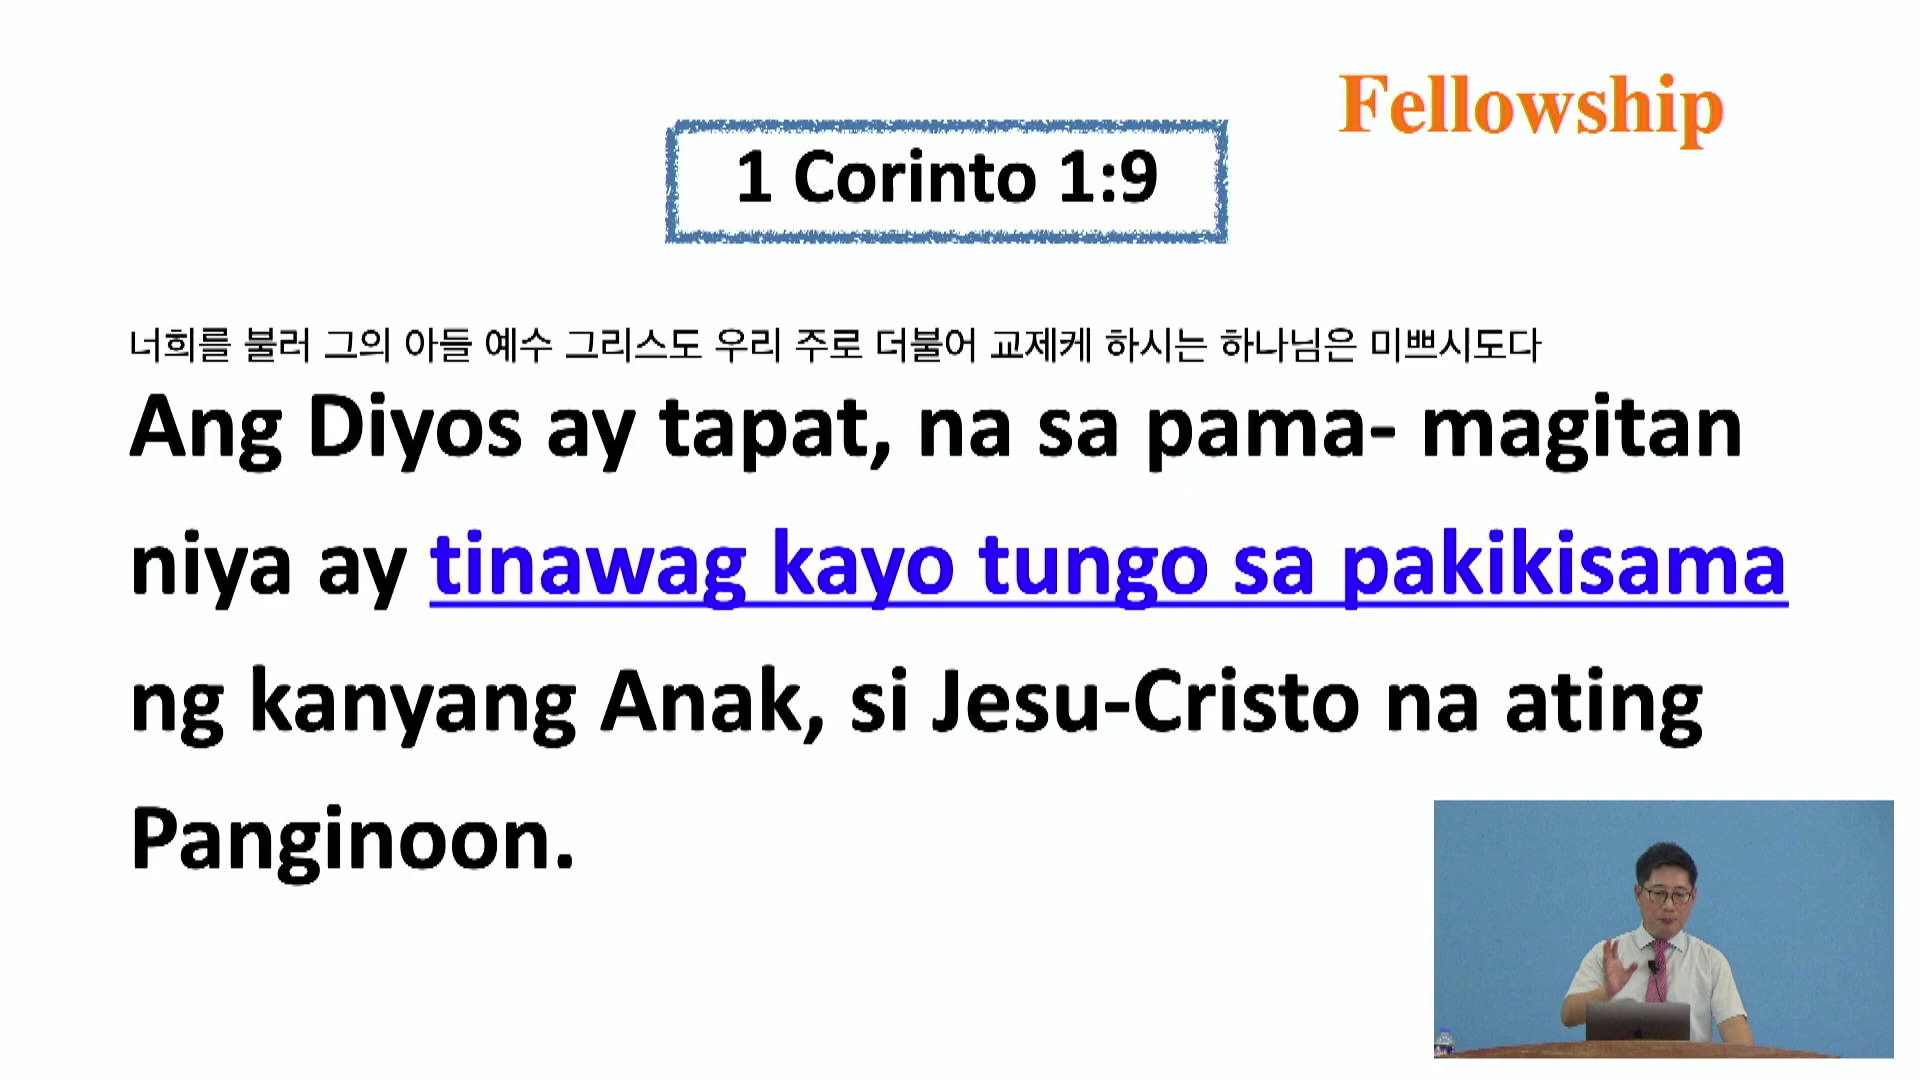 Fellowship
1 Corinto 1:9
너희를 불러 그의 아들 예수 그리스도 우리 주로 더불어 교제케 하시는 하나님은 미쁘시도다
Ang Diyos ay tapat, na sa pama- magitan
niya ay tinawag kayo tungo sa pakikisama
ng kanyang Anak, si Jesu-Cristo na ating
Panginoon.